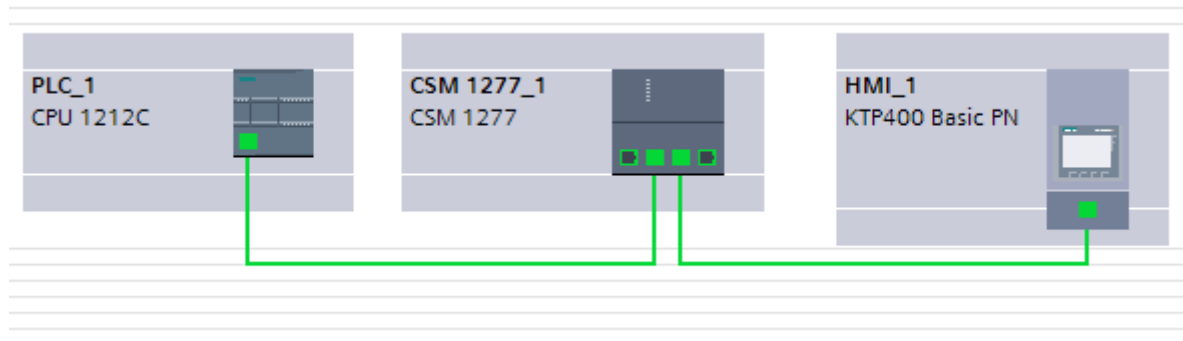 PLC_1
CPU 1212C
CSM 1277_1
CSM 1277
HMI_1
KTP400 Basic PN